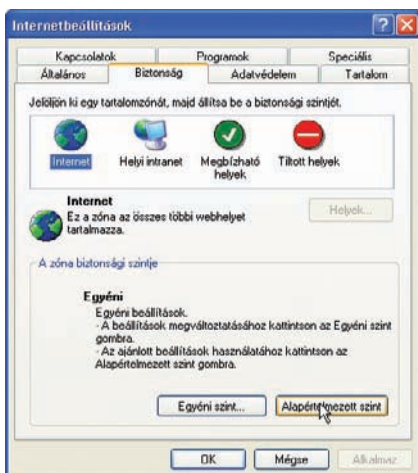 Internetbeállítások
Kapcsolatok Programok Speciális
Általános Biztonság Adatvédelem Tartalom
Jelöljön ki egy tartalomzónát, majd állítsa be a biztonsági szintjét.
Internet Helyi intranet Megbízható helyek Tiltott helyek
Internet
Ez a zóna az összes többi webhelyet
tartalmazza.
Helyek...
A zóna biztonsági szintje
Egyéni
Egyéni beállítások.
- A beállítások megváltoztatásához kattintson az Egyéni szint
gombra.
- Az ajánlott beállítások használatához kattintson az
Alapértelmezett szint gombra.
Egyéni szint... Alapértelmezett szint
OK Mégse Alkalmaz